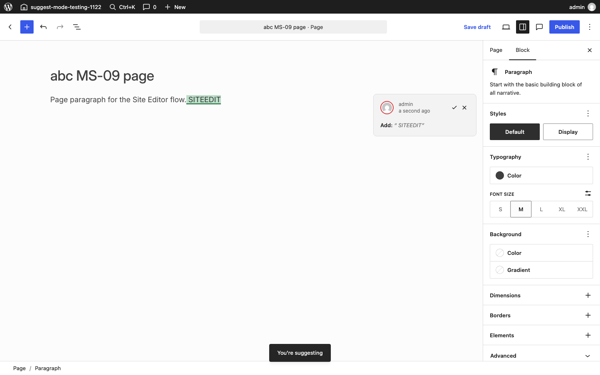 suggest-mode-testing-1122 Ctrl+K 0 New admin
abc MS-09 page · Page Save draft Publish
Page Block
Paragraph
Start with the basic building block of
all narrative.
Styles
Default Display
Typography
Color
FONT SIZE
S M L XL XXL
Background
Color
Gradient
Dimensions
Borders
Elements
Advanced
abc MS-09 page
Page paragraph for the Site Editor flow. SITEEDIT
admin
a second ago
Add: " SITEEDIT"
You're suggesting
Page / Paragraph